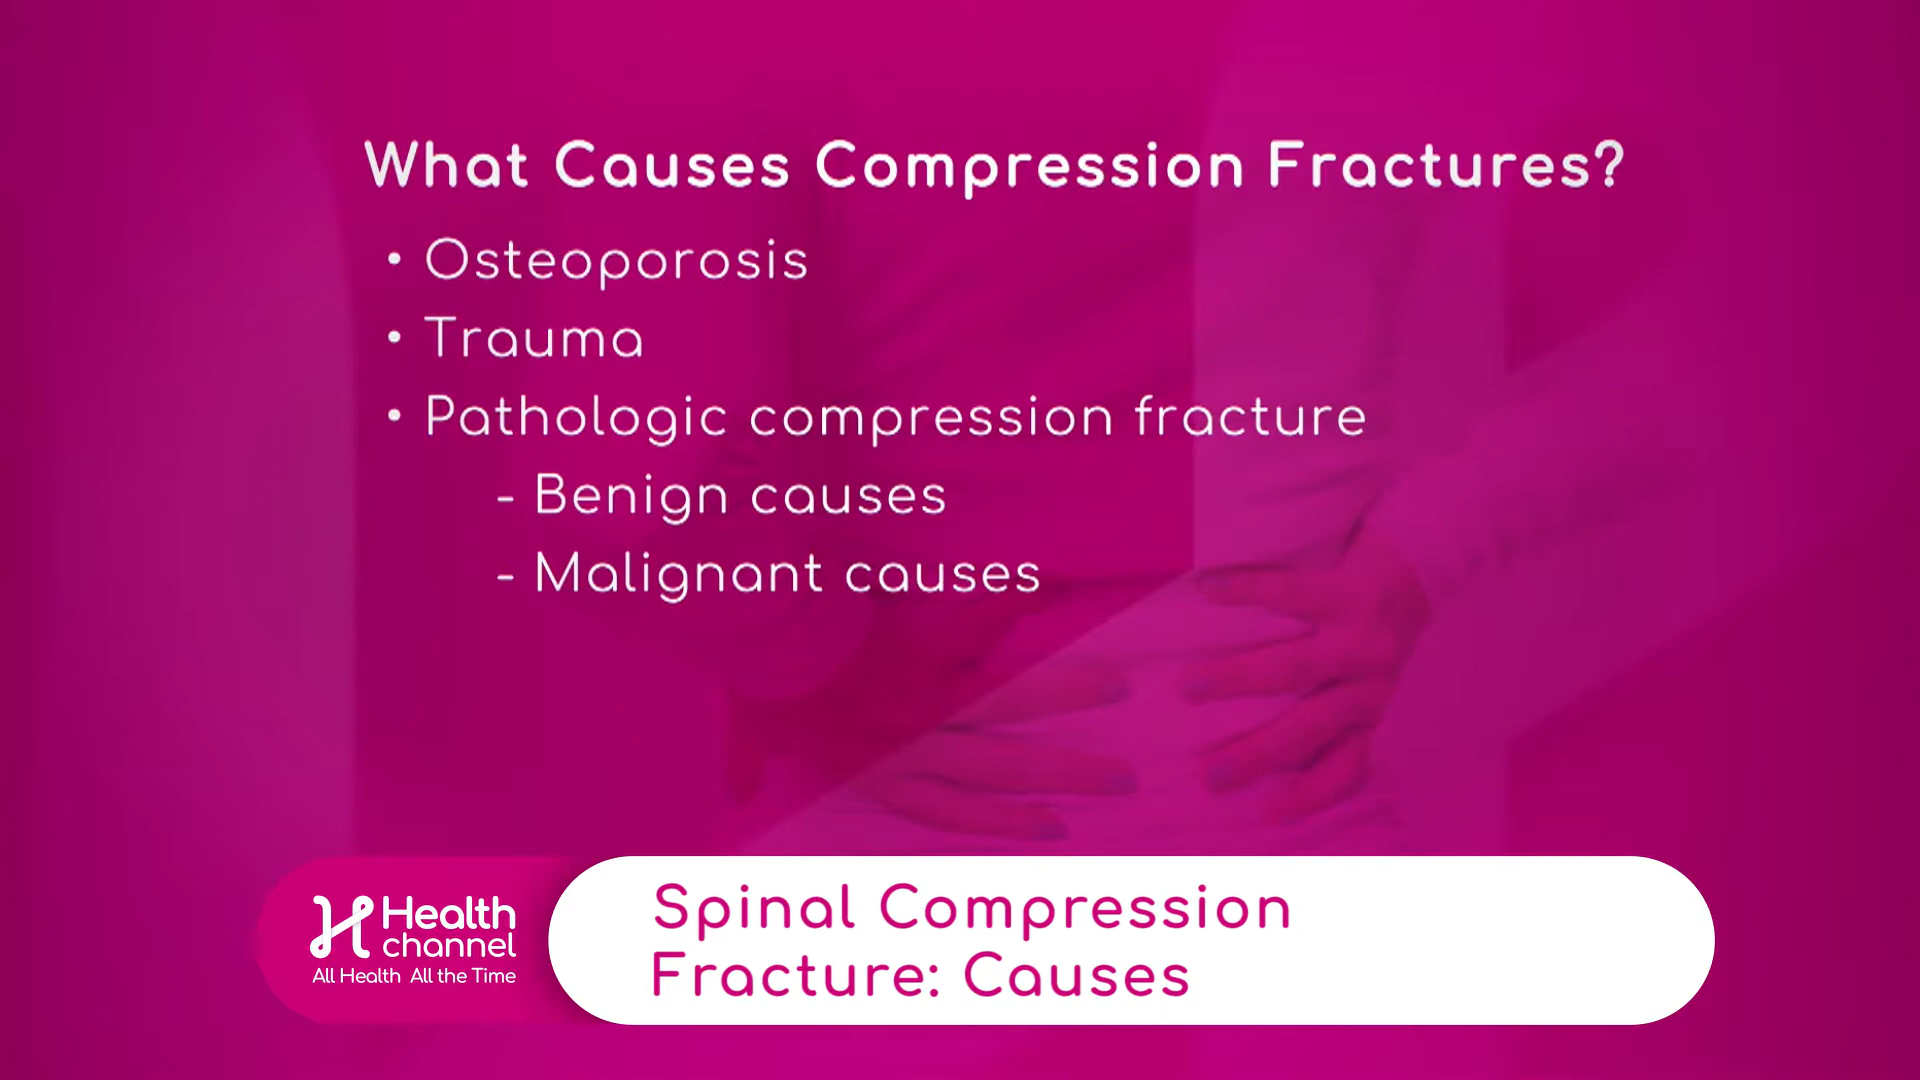 What Causes Compression Fractures?
• Osteoporosis
• Trauma
• Pathologic compression fracture
- Benign causes
- Malignant causes
Health
channel
All Health All the Time
Spinal Compression
Fracture: Causes